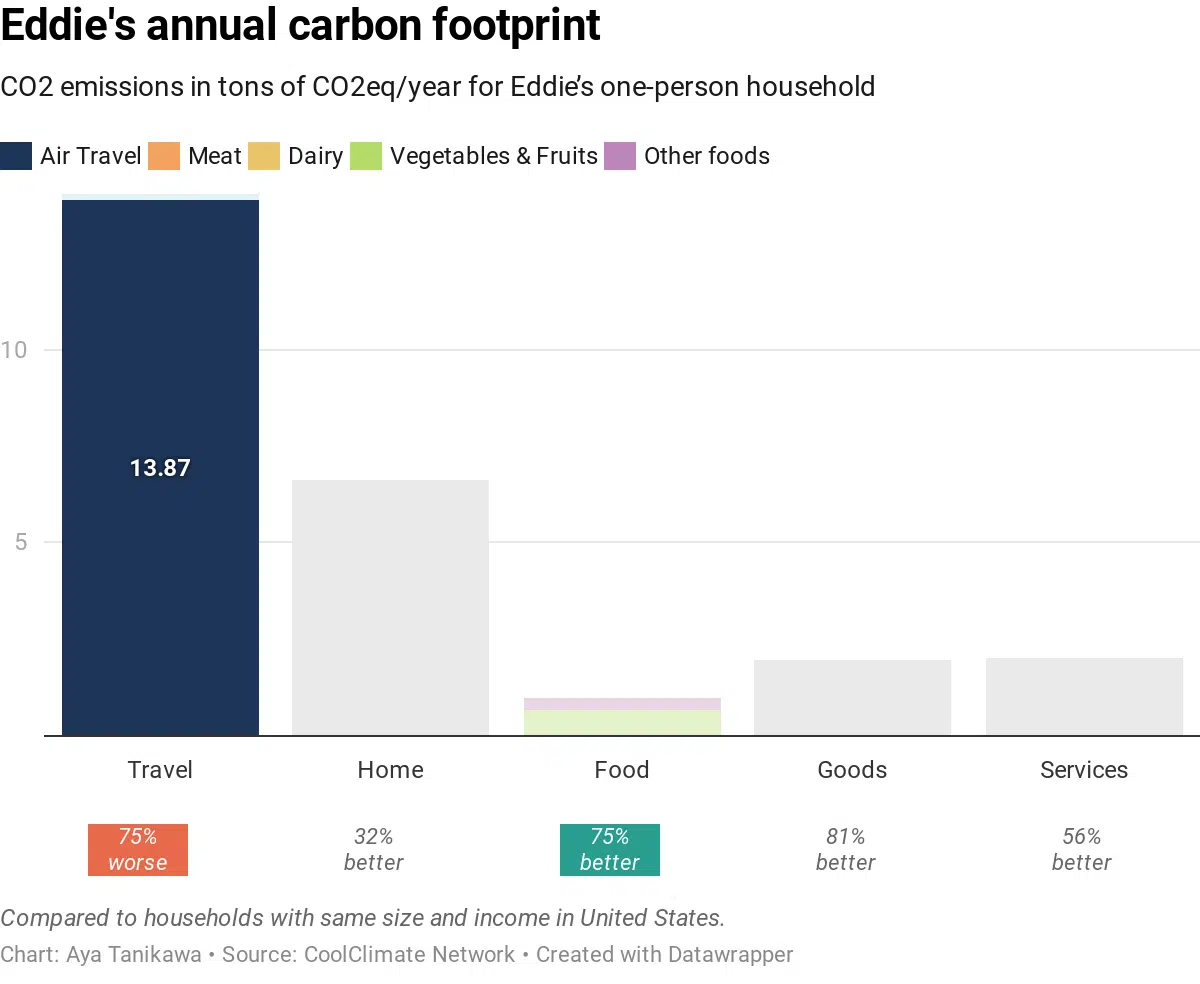 Eddie's annual carbon footprint
CO2 emissions in tons of CO2eq/year for Eddie’s one-person household
Air Travel Meat Dairy Vegetables & Fruits Other foods
10
13.87
5
Travel Home Food Goods Services
75% 32% 75% 81% 56%
worse better better better better
Compared to households with same size and income in United States.
Chart: Aya Tanikawa • Source: CoolClimate Network • Created with Datawrapper